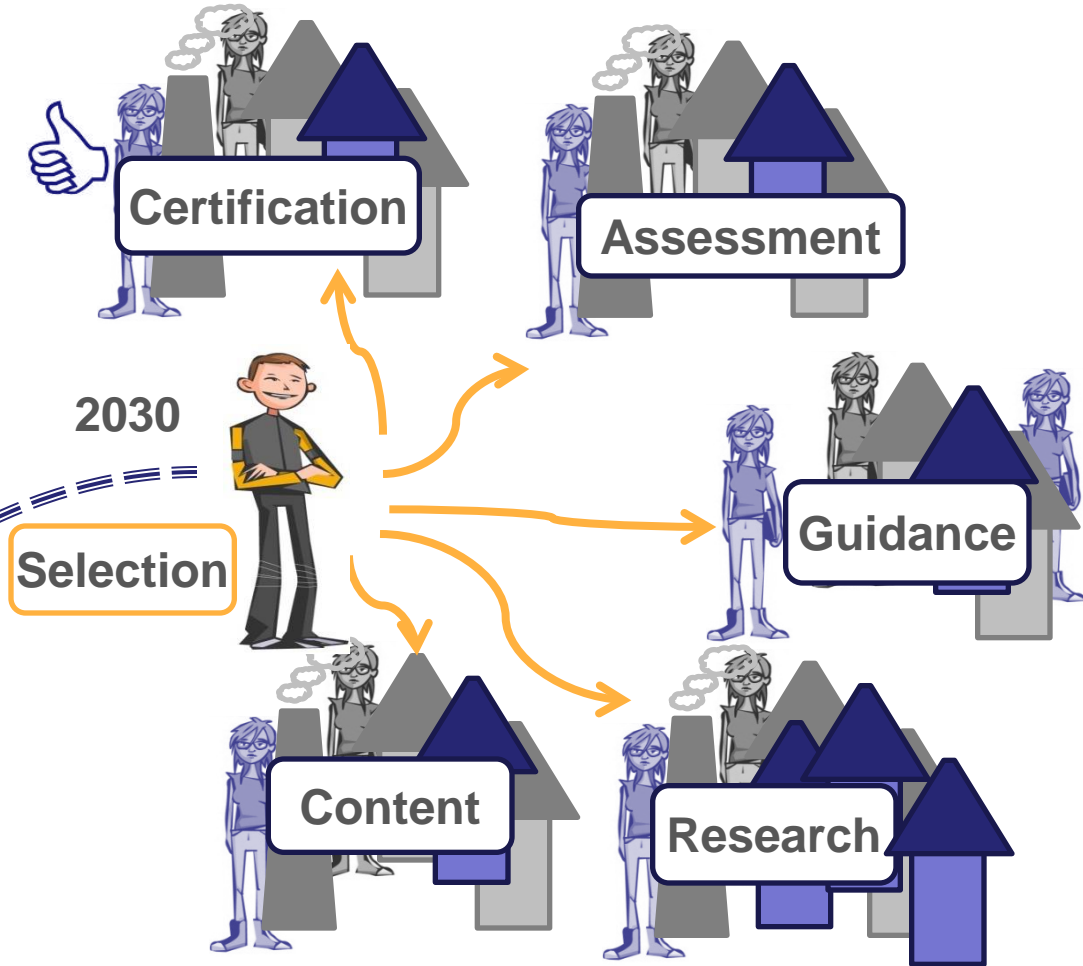 Certification
Assessment
2030
Selection
Guidance
Content
Research